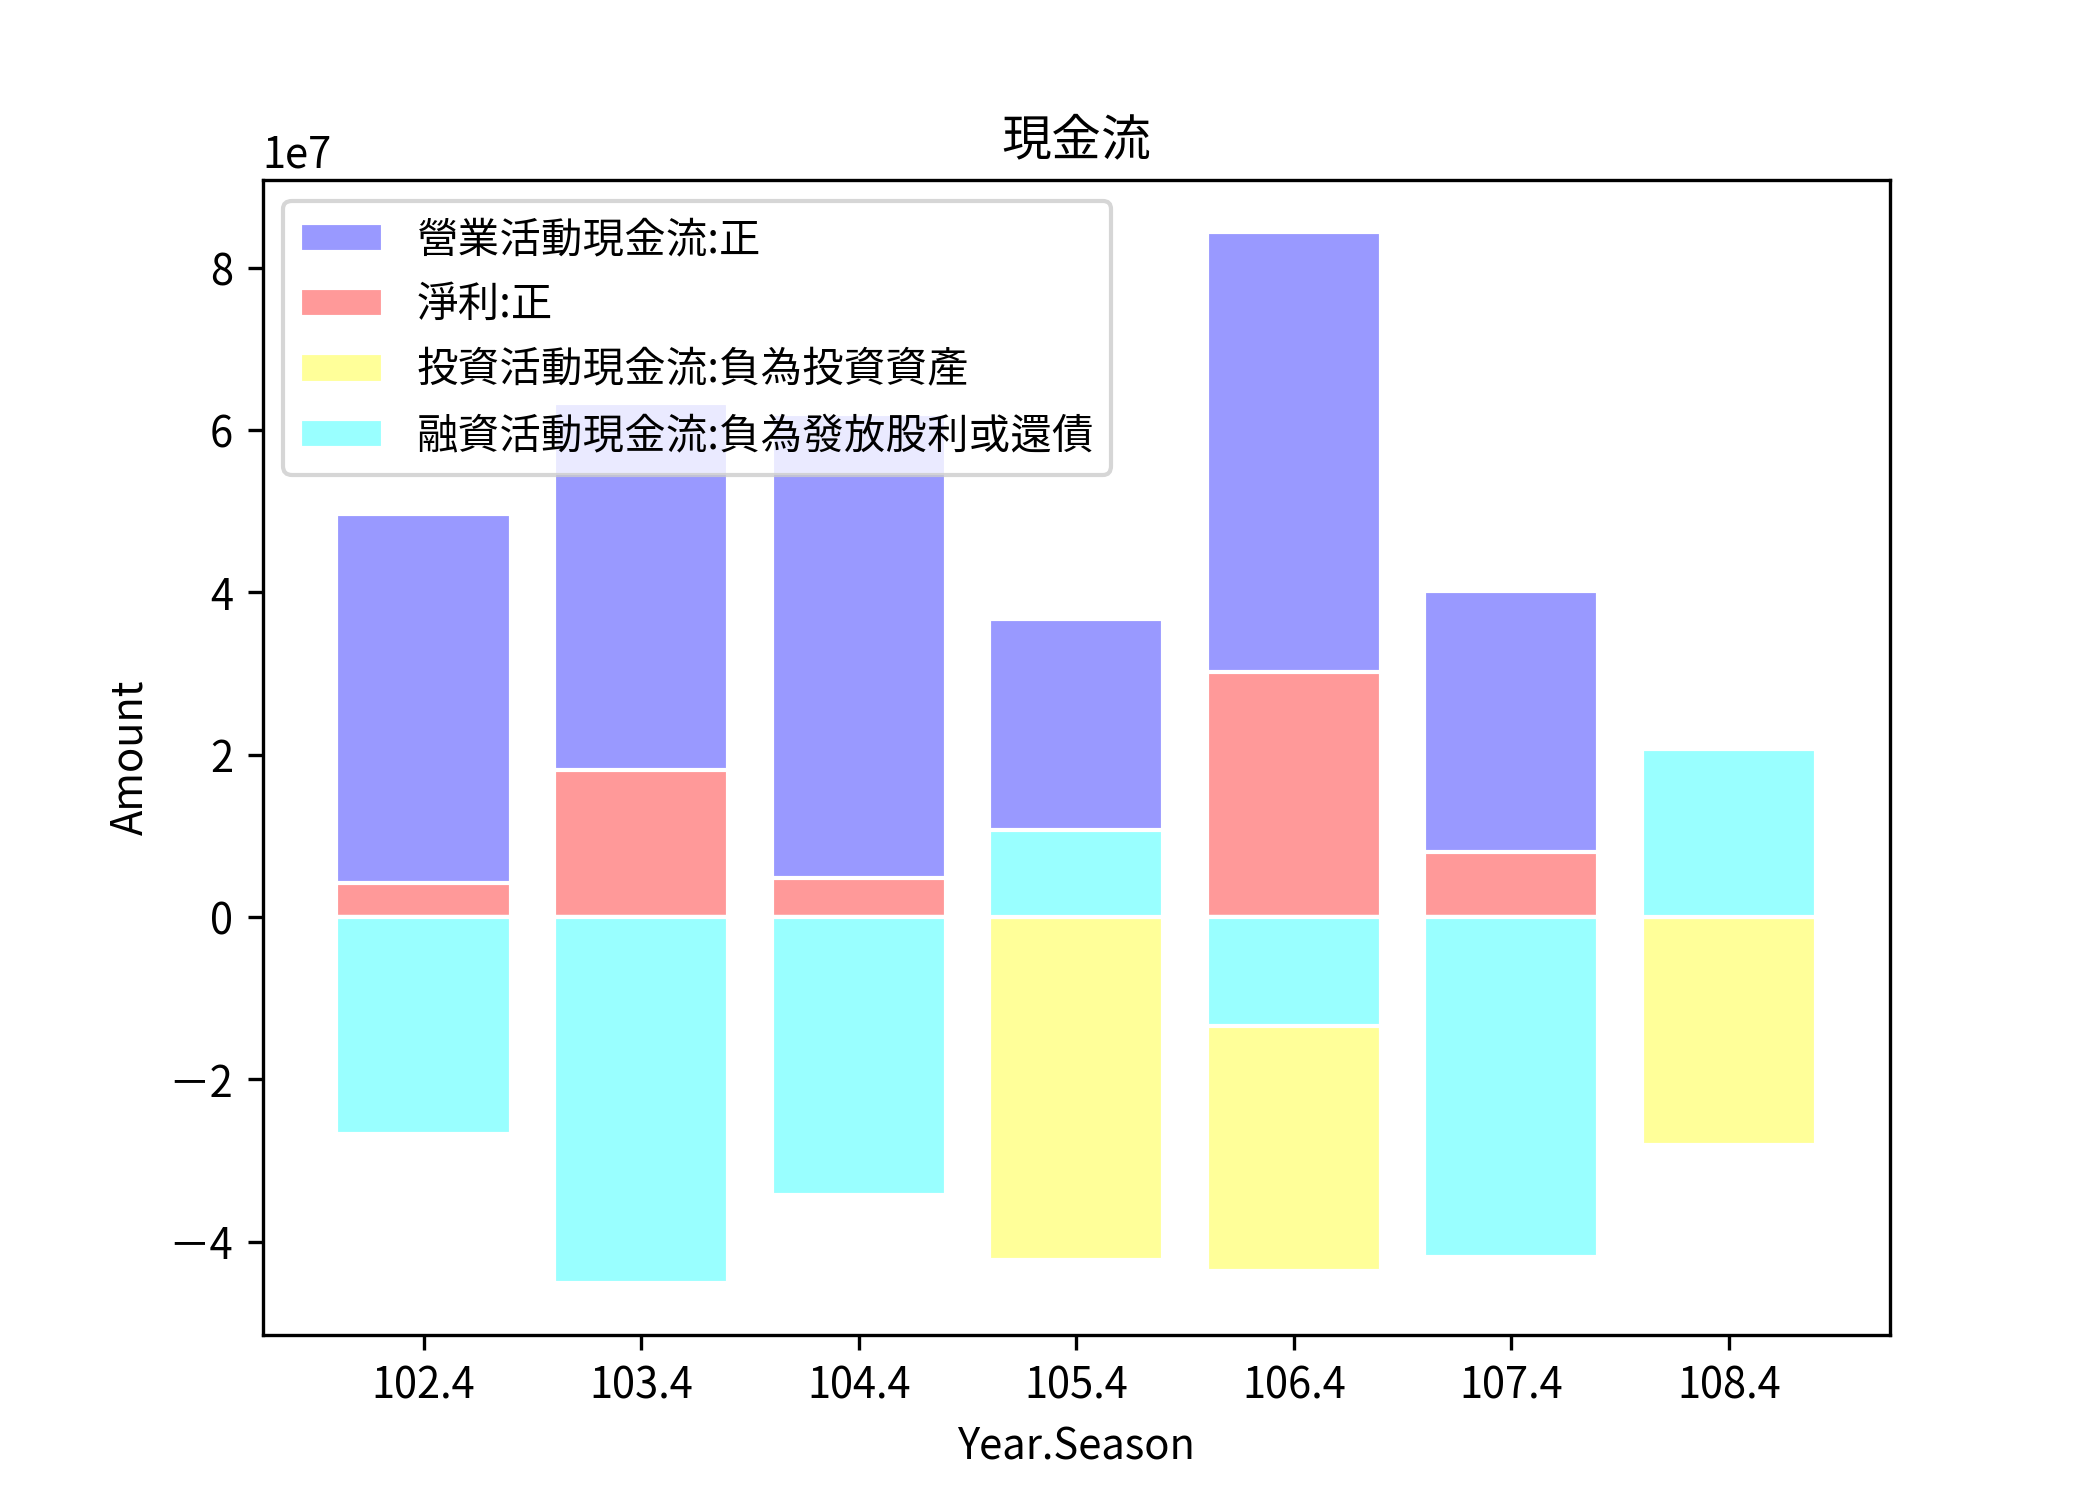 現金流
1e7
營業活動現金流:正
淨利:正
投資活動現金流:負為投資資產
融資活動現金流:負為發放股利或還債
8
6
4
2
0
−2
−4
Amount
102.4 103.4 104.4 105.4 106.4 107.4 108.4
Year.Season